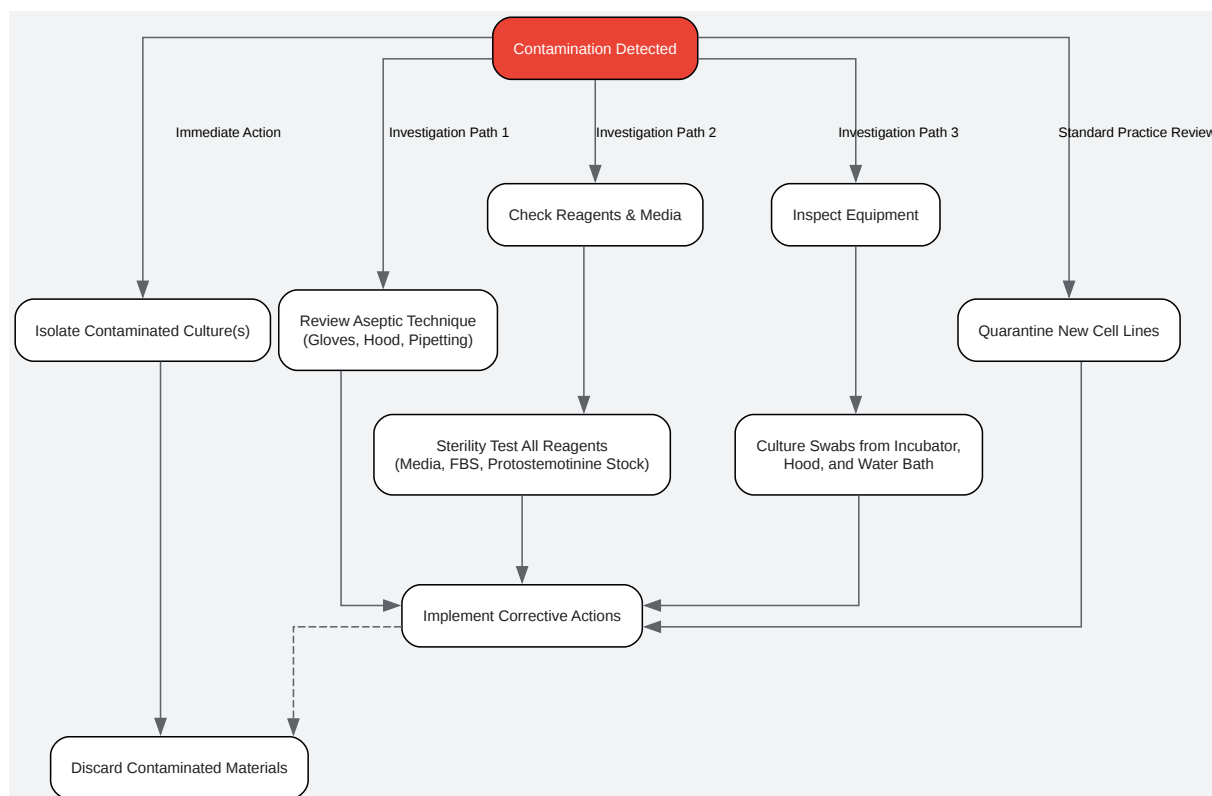 Contamination Detected
Immediate Action
Investigation Path 1
Investigation Path 2
Investigation Path 3
Standard Practice Review
Check Reagents & Media
Inspect Equipment
Isolate Contaminated Culture(s)
Review Aseptic Technique
(Gloves, Hood, Pipetting)
Quarantine New Cell Lines
Sterility Test All Reagents
(Media, FBS, Protostemotinine Stock)
Culture Swabs from Incubator,
Hood, and Water Bath
Implement Corrective Actions
Discard Contaminated Materials